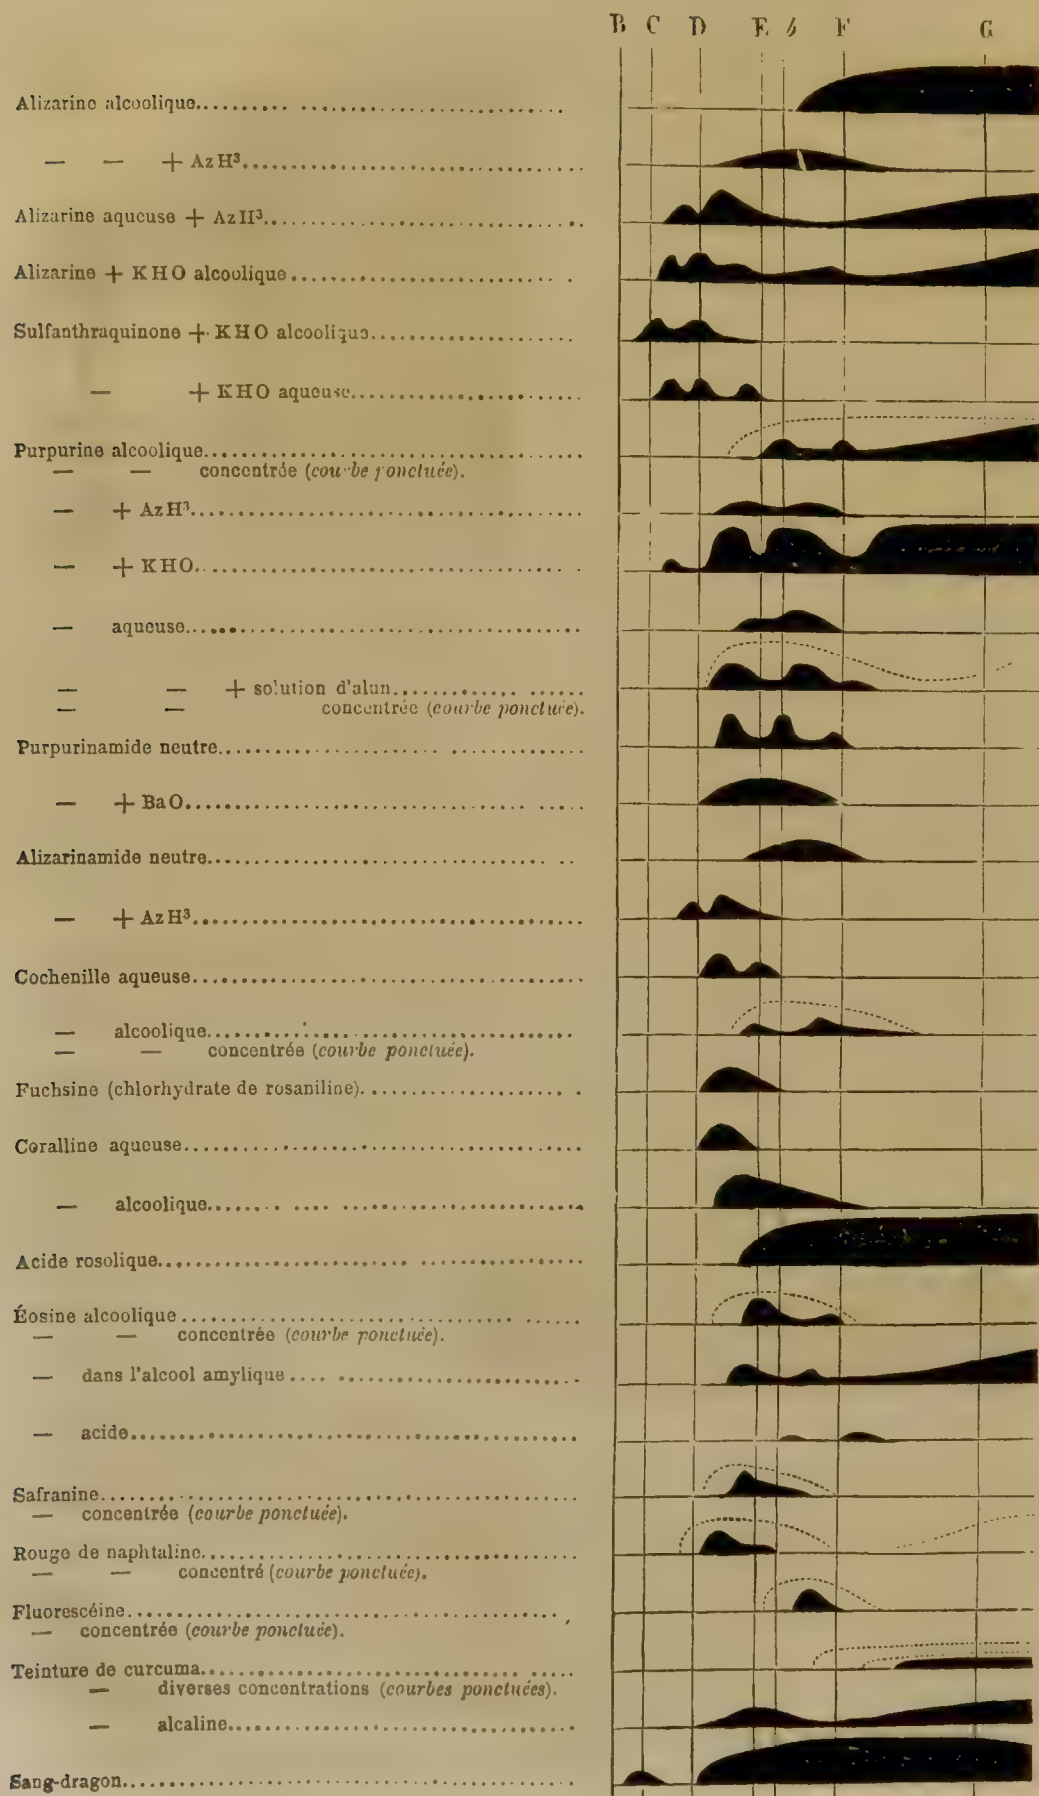 B C D E b F G
Alizarine alcoolique
— — + AzH³
Alizarine aqueuse + AzH³
Alizarine + KHO alcoolique
Sulfanthraquinone + KHO alcoolique
— + KHO aqueuse
Purpurine alcoolique
— — concentrée (courbe ponctuée).
— + AzH³
— + KHO
— aqueuse
— — + solution d'alun
— — concentrée (courbe ponctuée).
Purpurinamide neutre
— + BaO
Alizarinamide neutre
— + AzH³
Cochenille aqueuse
— alcoolique
— — concentrée (courbe ponctuée).
Fuchsine (chlorhydrate de rosaniline)
Coralline aqueuse
— alcoolique
Acide rosolique
Éosine alcoolique
— — concentrée (courbe ponctuée).
— dans l'alcool amylique
— acide
Safranine
— concentrée (courbe ponctuée).
Rouge de naphtaline
— — concentré (courbe ponctuée).
Fluorescéine
— concentrée (courbe ponctuée).
Teinture de curcuma
— diverses concentrations (courbes ponctuées).
— alcaline
Sang-dragon